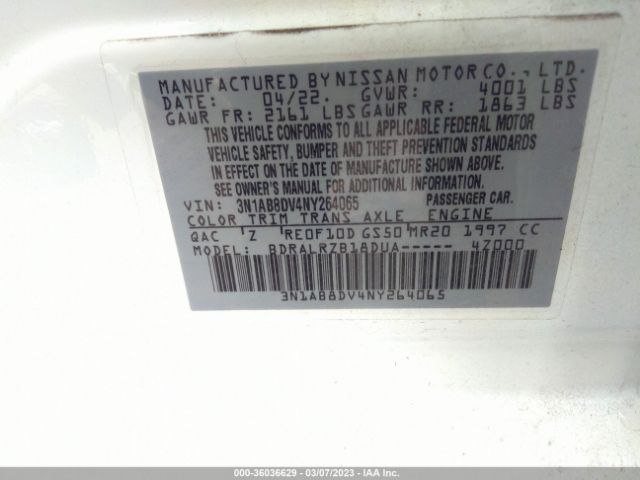 MANUFACTURED BY NISSAN MOTOR CO., LTD.
DATE: 04/22. GVWR: 4001 LBS
GAWR FR: 2161 LBS GAWR RR: 1863 LBS
THIS VEHICLE CONFORMS TO ALL APPLICABLE FEDERAL MOTOR
VEHICLE SAFETY, BUMPER AND THEFT PREVENTION STANDARDS
IN EFFECT ON THE DATE OF MANUFACTURE SHOWN ABOVE.
SEE OWNER'S MANUAL FOR ADDITIONAL INFORMATION.
VIN: 3N1AB8DV4NY264065 PASSENGER CAR.
COLOR TRIM TRANS AXLE ENGINE
QAC Z RE0F10D GS50 MR20 1997 CC
MODEL: BDRALRZB18DUA----- 4Z000
3N1AB8DV4NY264065
000-36036629 - 03/07/2023 - IAA Inc.